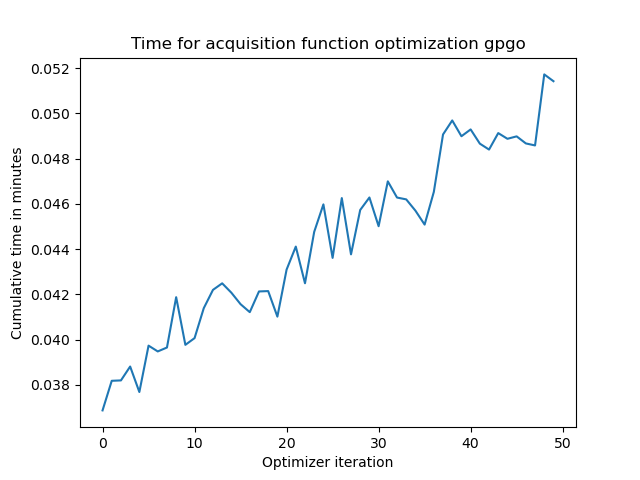 Time for acquisition function optimization gpgo
0.052
0.050
0.048
0.046
0.044
0.042
0.040
0.038
Cumulative time in minutes
0 10 20 30 40 50
Optimizer iteration